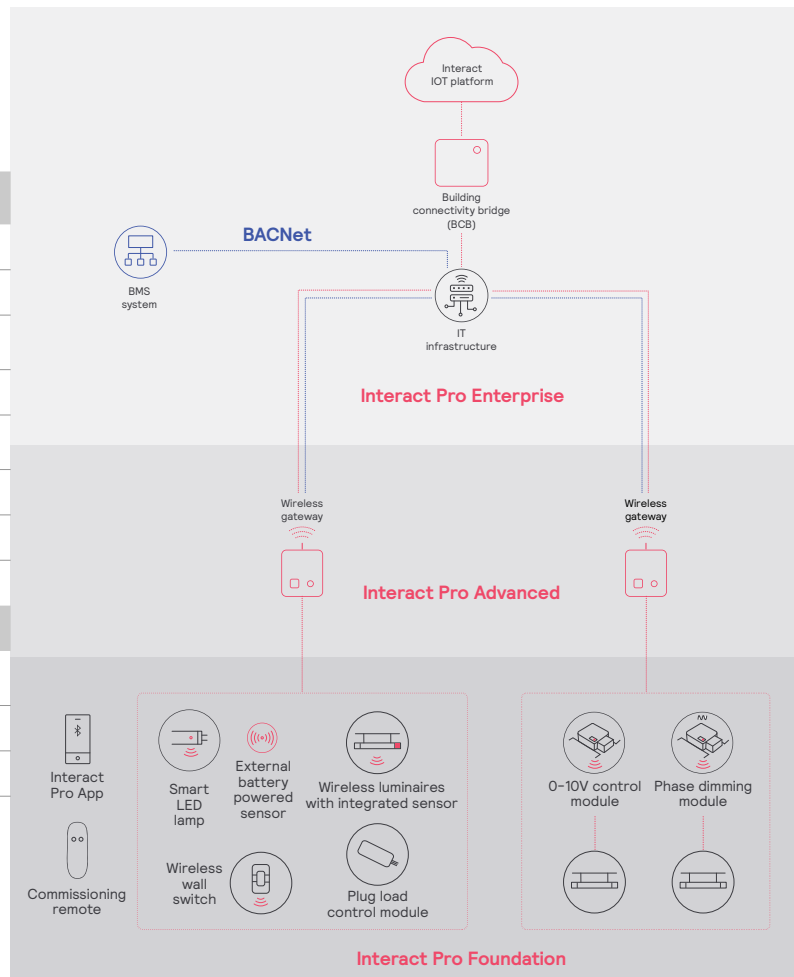 Interact
IOT platform
Building
connectivity bridge
(BCB)
BACNet
BMS
system
IT
infrastructure
Interact Pro Enterprise
Wireless
gateway
Wireless
gateway
Interact Pro Advanced
Interact
Pro App
Smart
LED
lamp
External
battery
powered
sensor
Wireless luminaires
with integrated sensor
0-10V control
module
Phase dimming
module
Commissioning
remote
Wireless
wall
switch
Plug load
control module
Interact Pro Foundation